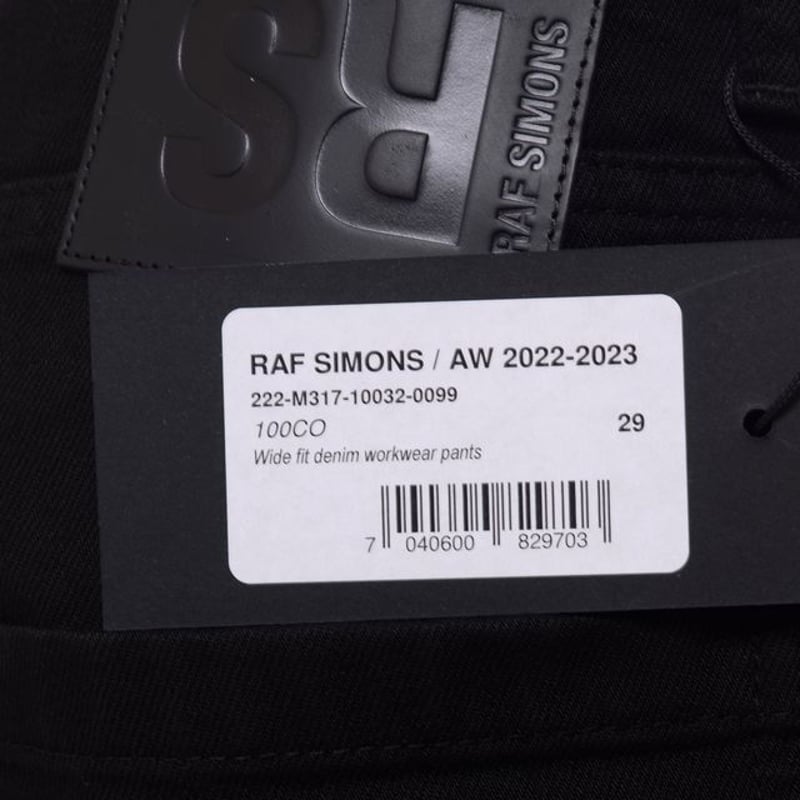 RS
RAF SIMONS
RAF SIMONS / AW 2022-2023
222-M317-10032-0099
100CO 29
Wide fit denim workwear pants
7 040600 829703